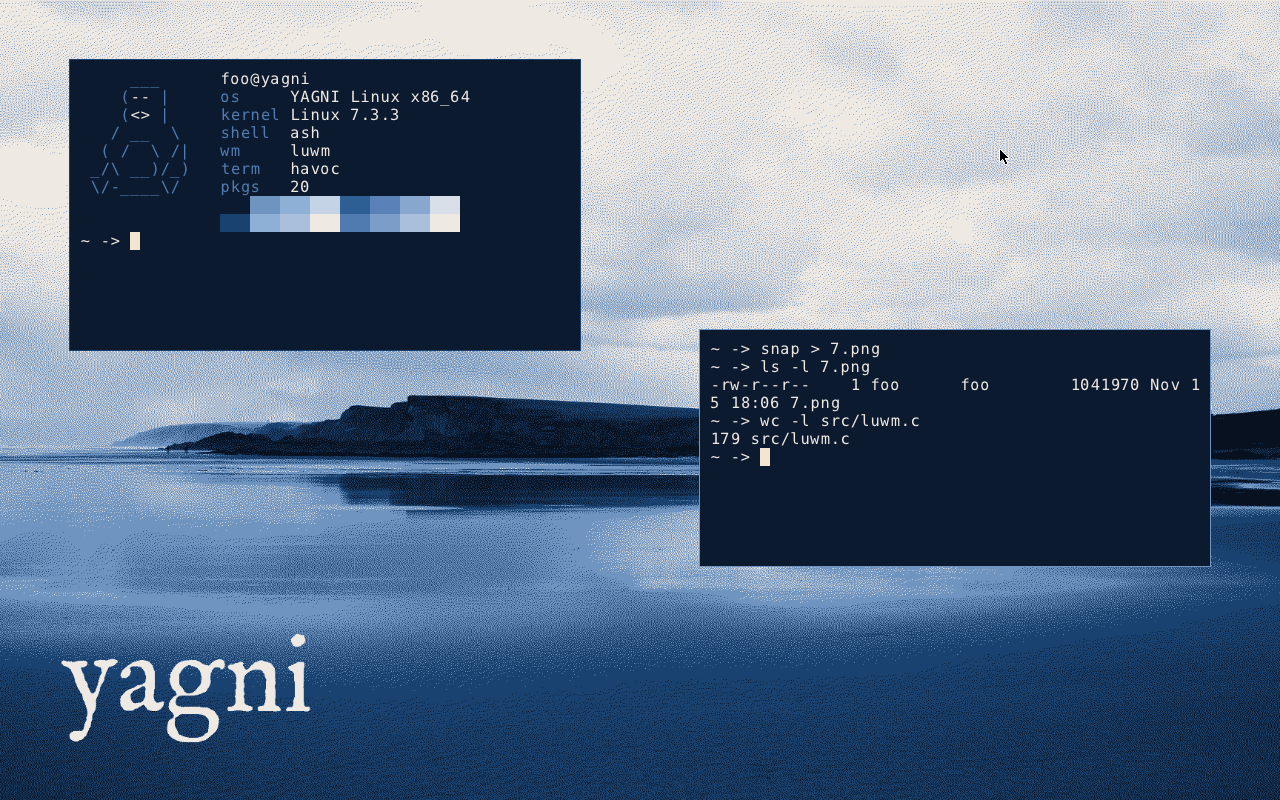 foo@yagni
os YAGNI Linux x86_64
kernel Linux 7.3.3
shell ash
wm luwm
term havoc
pkgs 20
~ ->
~ -> snap > 7.png
~ -> ls -l 7.png
-rw-r--r-- 1 foo foo 1041970 Nov 1
5 18:06 7.png
~ -> wc -l src/luwm.c
179 src/luwm.c
~ ->
yagni